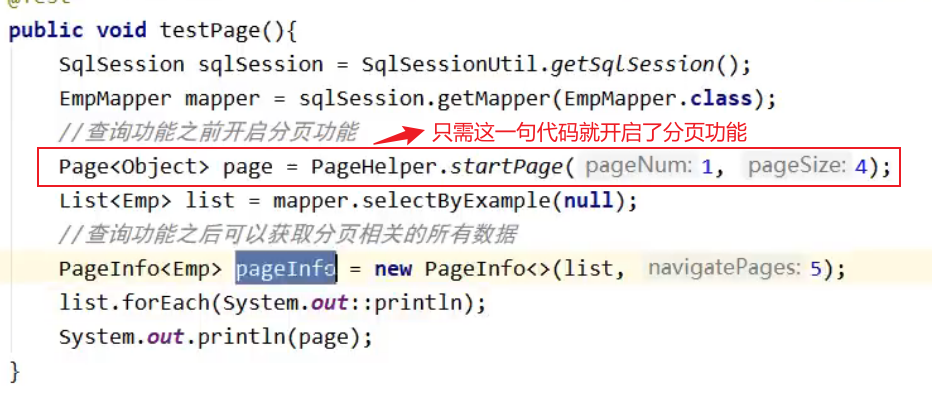 @Test
public void testPage(){
SqlSession sqlSession = SqlSessionUtil.getSqlSession();
EmpMapper mapper = sqlSession.getMapper(EmpMapper.class);
//查询功能之前开启分页功能 只需这一句代码就开启了分页功能
Page<Object> page = PageHelper.startPage( pageNum: 1, pageSize: 4);
List<Emp> list = mapper.selectByExample(null);
//查询功能之后可以获取分页相关的所有数据
PageInfo<Emp> pageInfo = new PageInfo<>(list, navigatePages: 5);
list.forEach(System.out::println);
System.out.println(page);
}